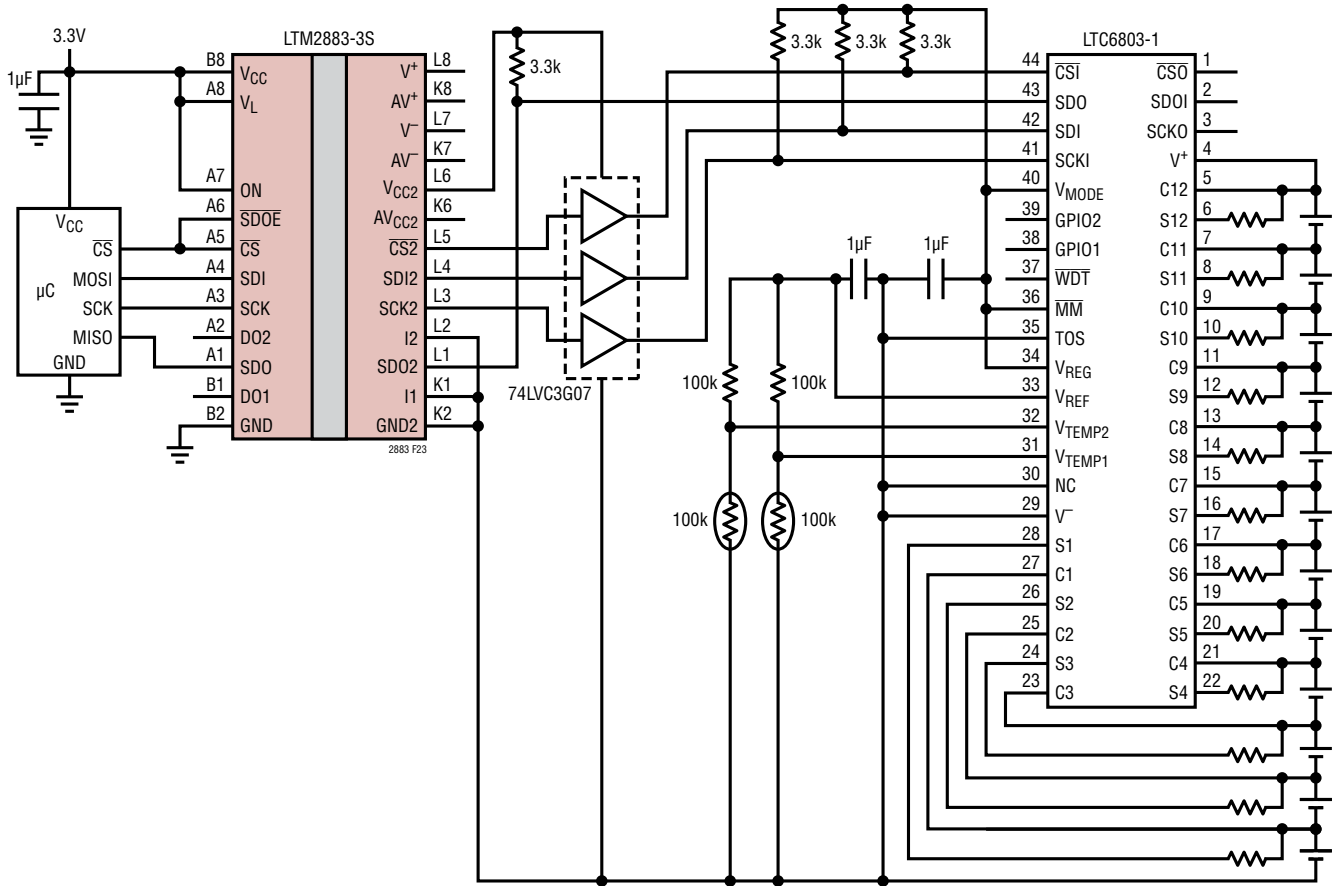 3.3V
1µF
LTM2883-3S
B8 VCC
A8 VL
A7 ON
A6 SDOE
A5 CS
A4 SDI
A3 SCK
A2 DO2
A1 SDO
B1 DO1
B2 GND
VCC
CS
MOSI
µC
SCK
MISO
GND
V+ L8
AV+ K8
V− L7
AV− K7
VCC2 L6
AVCC2 K6
CS2 L5
SDI2 L4
SCK2 L3
I2 L2
SDO2 L1
I1 K1
GND2 K2
2883 F23
3.3k
74LVC3G07
3.3k
3.3k
3.3k
1µF
1µF
100k
100k
100k
100k
LTC6803-1
44 CSI
43 SDO
42 SDI
41 SCKI
40 VMODE
39 GPIO2
38 GPIO1
37 WDT
36 MM
35 TOS
34 VREG
33 VREF
32 VTEMP2
31 VTEMP1
30 NC
29 V−
28 S1
27 C1
26 S2
25 C2
24 S3
23 C3
CSO 1
SDOI 2
SCKO 3
V+ 4
C12 5
S12 6
C11 7
S11 8
C10 9
S10 10
C9 11
S9 12
C8 13
S8 14
C7 15
S7 16
C6 17
S6 18
C5 19
S5 20
C4 21
S4 22